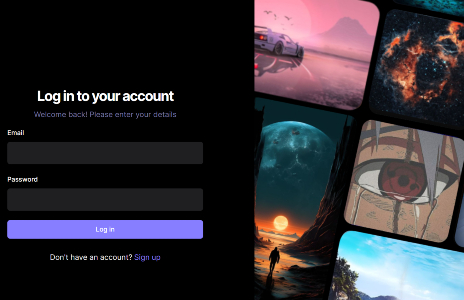 Log in to your account
Welcome back! Please enter your details
Email
Password
Log in
Don't have an account? Sign up